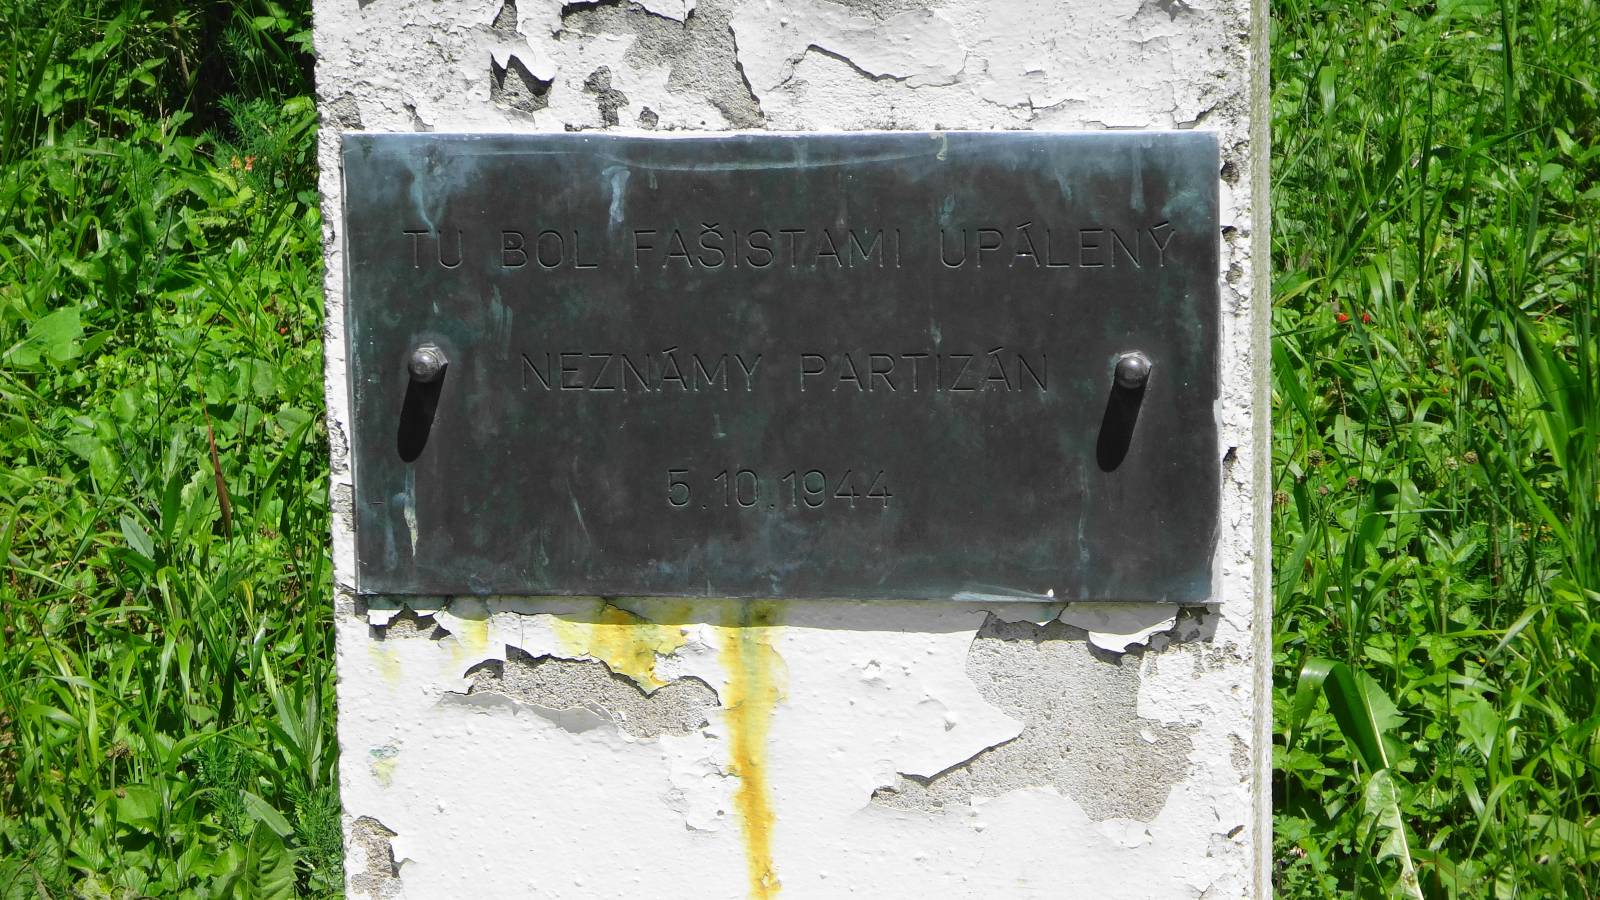 TU BOL FAŠISTAMI UPÁLENÝ
NEZNÁMY PARTIZÁN
5.10.1944